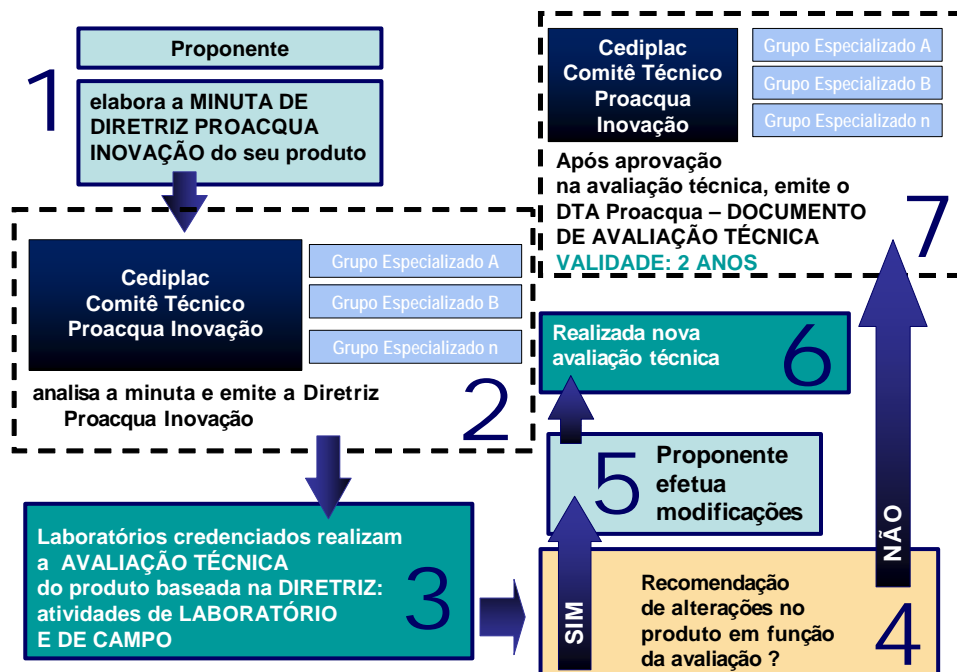 1
Proponente
elabora a MINUTA DE
DIRETRIZ PROACQUA
INOVAÇÃO do seu produto
Cediplac
Comitê Técnico
Proacqua Inovação
Grupo Especializado A
Grupo Especializado B
Grupo Especializado n
analisa a minuta e emite a Diretriz
Proacqua Inovação
2
Laboratórios credenciados realizam
a AVALIAÇÃO TÉCNICA
do produto baseada na DIRETRIZ:
atividades de LABORATÓRIO
E DE CAMPO
3
Recomendação
de alterações no
produto em função
da avaliação ?
4
SIM
NÃO
5
Proponente
efetua
modificações
Realizada nova
avaliação técnica
6
Cediplac
Comitê Técnico
Proacqua
Inovação
Grupo Especializado A
Grupo Especializado B
Grupo Especializado n
Após aprovação
na avaliação técnica, emite o
DTA Proacqua – DOCUMENTO
DE AVALIAÇÃO TÉCNICA
VALIDADE: 2 ANOS
7